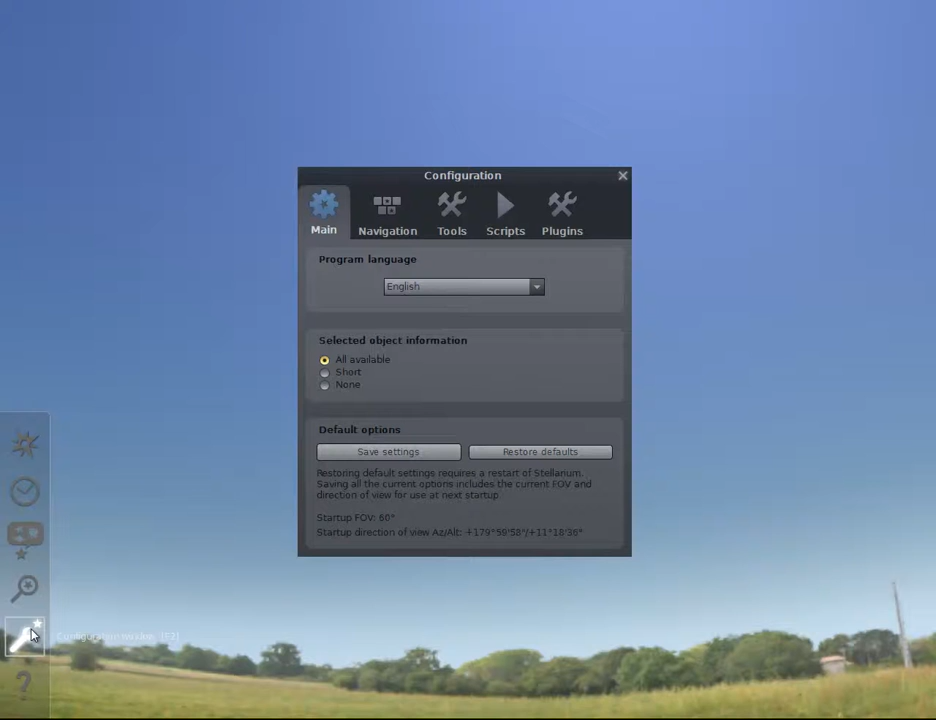 Configuration
Main
Navigation
Tools
Scripts
Plugins
Program language
English
Selected object information
All available
Short
None
Default options
Save settings
Restore defaults
Restoring default settings requires a restart of Stellarium.
Saving all the current options includes the current FOV and
direction of view for use at next startup.
Startup FOV: 60°
Startup direction of view Az/Alt: +179°59'58"/+11°18'36"
Configuration window [F2]
?